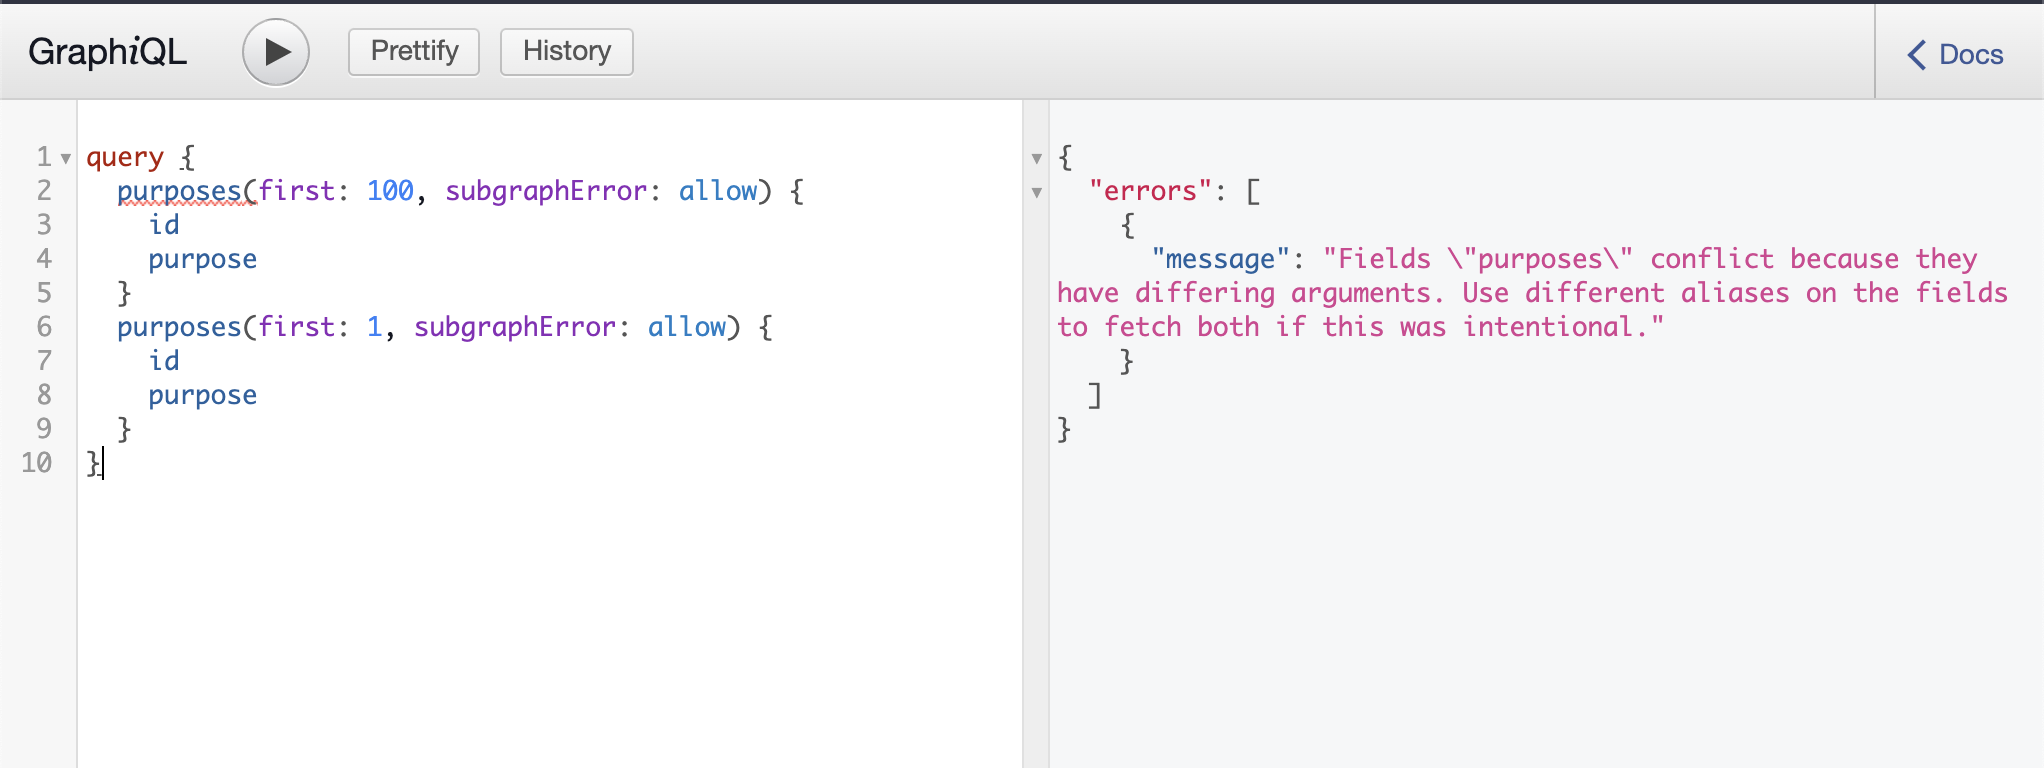 GraphiQL Prettify History Docs
1 query {
2   purposes(first: 100, subgraphError: allow) {
3     id
4     purpose
5   }
6   purposes(first: 1, subgraphError: allow) {
7     id
8     purpose
9   }
10 }
{
  "errors": [
    {
      "message": "Fields \"purposes\" conflict because they
have differing arguments. Use different aliases on the fields
to fetch both if this was intentional."
    }
  ]
}